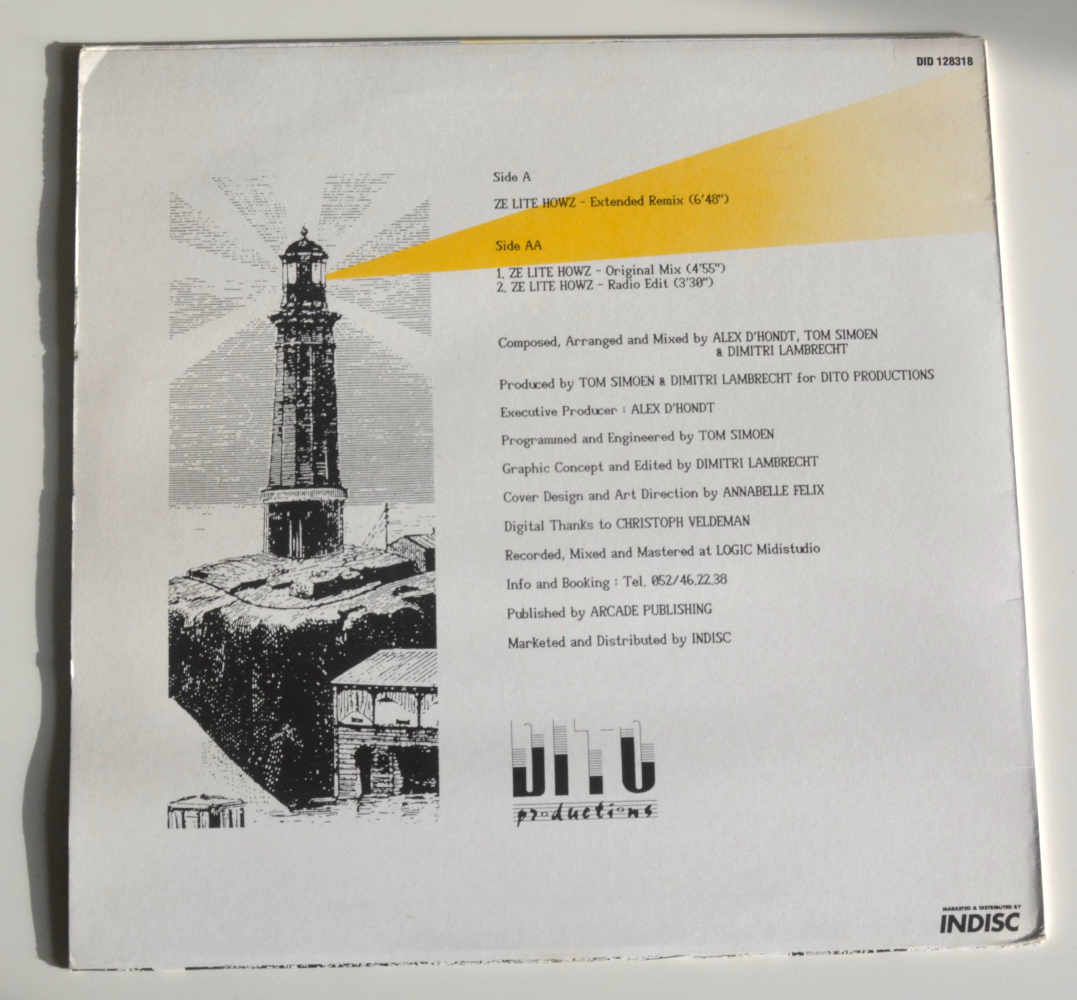 DID 128318
Side A
ZE LITE HOWZ - Extended Remix (6'48")
Side AA
1. ZE LITE HOWZ - Original Mix (4'55")
2. ZE LITE HOWZ - Radio Edit (3'30")
Composed, Arranged and Mixed by ALEX D'HONDT, TOM SIMOEN
& DIMITRI LAMBRECHT
Produced by TOM SIMOEN & DIMITRI LAMBRECHT for DITO PRODUCTIONS
Executive Producer : ALEX D'HONDT
Programmed and Engineered by TOM SIMOEN
Graphic Concept and Edited by DIMITRI LAMBRECHT
Cover Design and Art Direction by ANNABELLE FELIX
Digital Thanks to CHRISTOPH VELDEMAN
Recorded, Mixed and Mastered at LOGIC Midistudio
Info and Booking : Tel. 052/46.22.38
Published by ARCADE PUBLISHING
Marketed and Distributed by INDISC
DITO
productions
MARKETED & DISTRIBUTED BY
INDISC